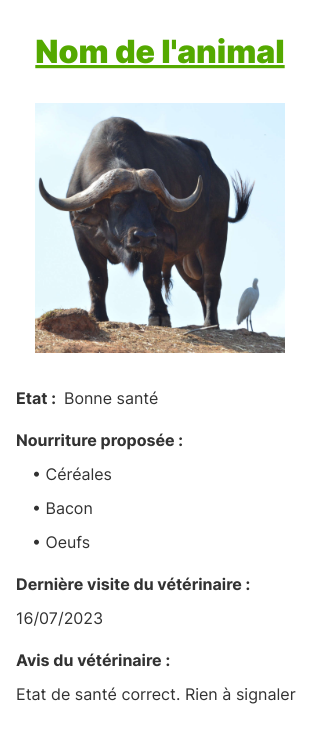 Nom de l'animal
Etat : Bonne santé
Nourriture proposée :
• Céréales
• Bacon
• Oeufs
Dernière visite du vétérinaire :
16/07/2023
Avis du vétérinaire :
Etat de santé correct. Rien à signaler